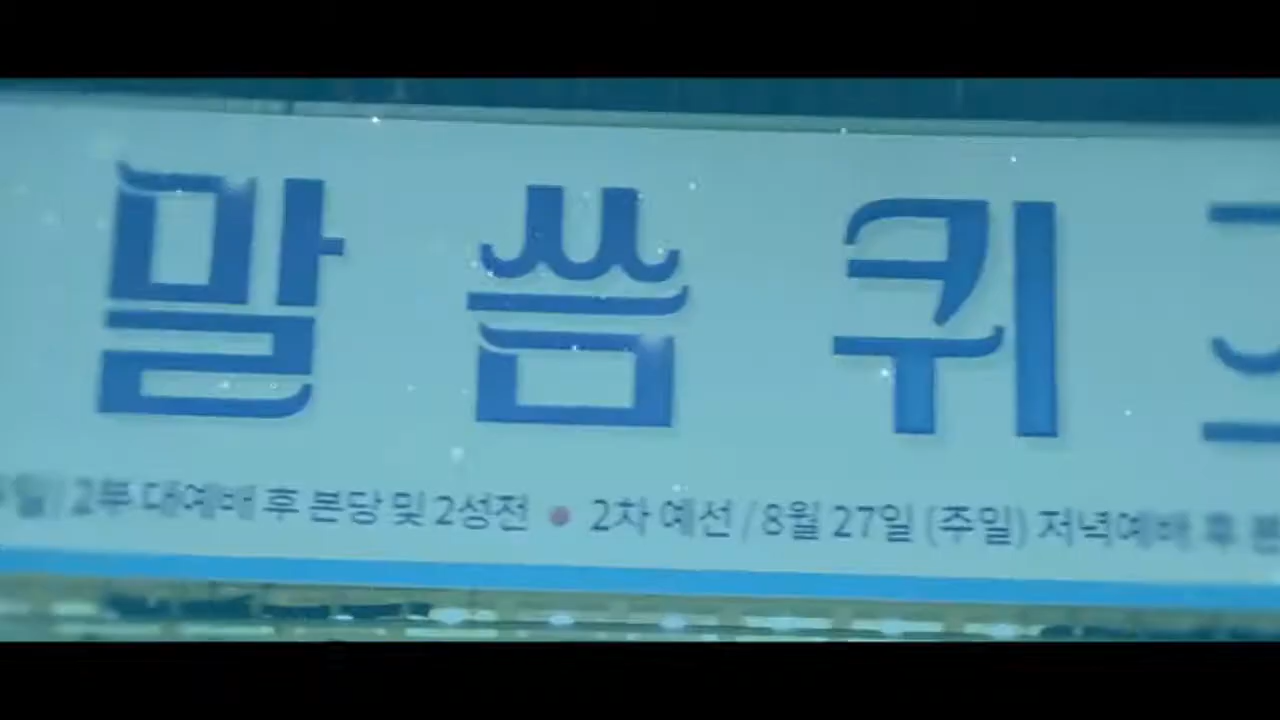 말씀퀴
2부 대예배 후 본당 및 2성전 ● 2차 예선 / 8월 27일 (주일) 저녁예배 후